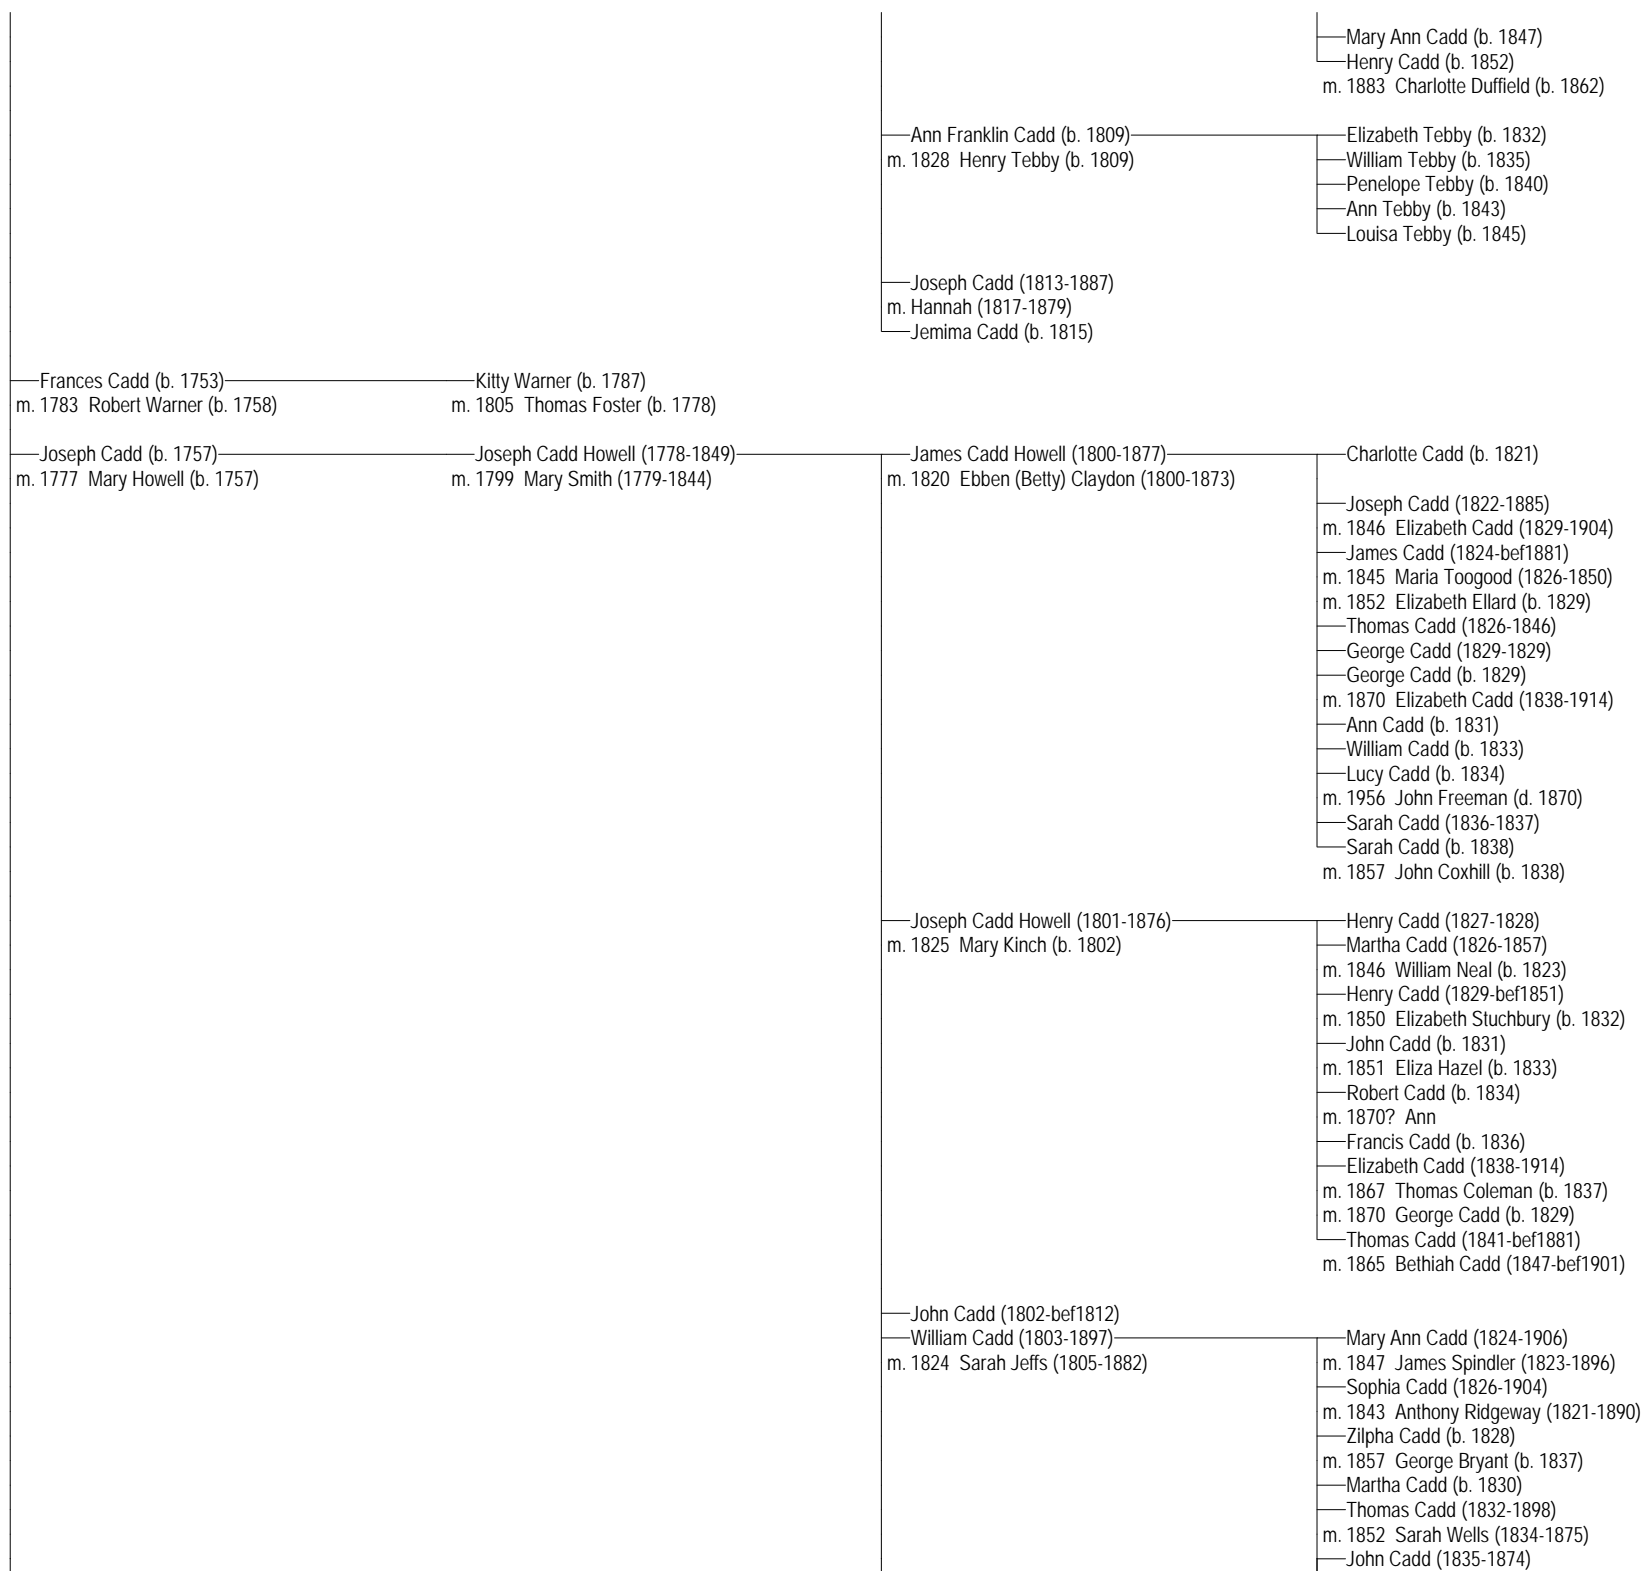 Mary Ann Cadd (b. 1847)
Henry Cadd (b. 1852)
m. 1883 Charlotte Duffield (b. 1862)
Ann Franklin Cadd (b. 1809)
m. 1828 Henry Tebby (b. 1809)
Elizabeth Tebby (b. 1832)
William Tebby (b. 1835)
Penelope Tebby (b. 1840)
Ann Tebby (b. 1843)
Louisa Tebby (b. 1845)
Joseph Cadd (1813-1887)
m. Hannah (1817-1879)
Jemima Cadd (b. 1815)
Frances Cadd (b. 1753)
m. 1783 Robert Warner (b. 1758)
Kitty Warner (b. 1787)
m. 1805 Thomas Foster (b. 1778)
Joseph Cadd (b. 1757)
m. 1777 Mary Howell (b. 1757)
Joseph Cadd Howell (1778-1849)
m. 1799 Mary Smith (1779-1844)
James Cadd Howell (1800-1877)
m. 1820 Ebben (Betty) Claydon (1800-1873)
Charlotte Cadd (b. 1821)
Joseph Cadd (1822-1885)
m. 1846 Elizabeth Cadd (1829-1904)
James Cadd (1824-bef1881)
m. 1845 Maria Toogood (1826-1850)
m. 1852 Elizabeth Ellard (b. 1829)
Thomas Cadd (1826-1846)
George Cadd (1829-1829)
George Cadd (b. 1829)
m. 1870 Elizabeth Cadd (1838-1914)
Ann Cadd (b. 1831)
William Cadd (b. 1833)
Lucy Cadd (b. 1834)
m. 1956 John Freeman (d. 1870)
Sarah Cadd (1836-1837)
Sarah Cadd (b. 1838)
m. 1857 John Coxhill (b. 1838)
Joseph Cadd Howell (1801-1876)
m. 1825 Mary Kinch (b. 1802)
Henry Cadd (1827-1828)
Martha Cadd (1826-1857)
m. 1846 William Neal (b. 1823)
Henry Cadd (1829-bef1851)
m. 1850 Elizabeth Stuchbury (b. 1832)
John Cadd (b. 1831)
m. 1851 Eliza Hazel (b. 1833)
Robert Cadd (b. 1834)
m. 1870? Ann
Francis Cadd (b. 1836)
Elizabeth Cadd (1838-1914)
m. 1867 Thomas Coleman (b. 1837)
m. 1870 George Cadd (b. 1829)
Thomas Cadd (1841-bef1881)
m. 1865 Bethiah Cadd (1847-bef1901)
John Cadd (1802-bef1812)
William Cadd (1803-1897)
m. 1824 Sarah Jeffs (1805-1882)
Mary Ann Cadd (1824-1906)
m. 1847 James Spindler (1823-1896)
Sophia Cadd (1826-1904)
m. 1843 Anthony Ridgeway (1821-1890)
Zilpha Cadd (b. 1828)
m. 1857 George Bryant (b. 1837)
Martha Cadd (b. 1830)
Thomas Cadd (1832-1898)
m. 1852 Sarah Wells (1834-1875)
John Cadd (1835-1874)